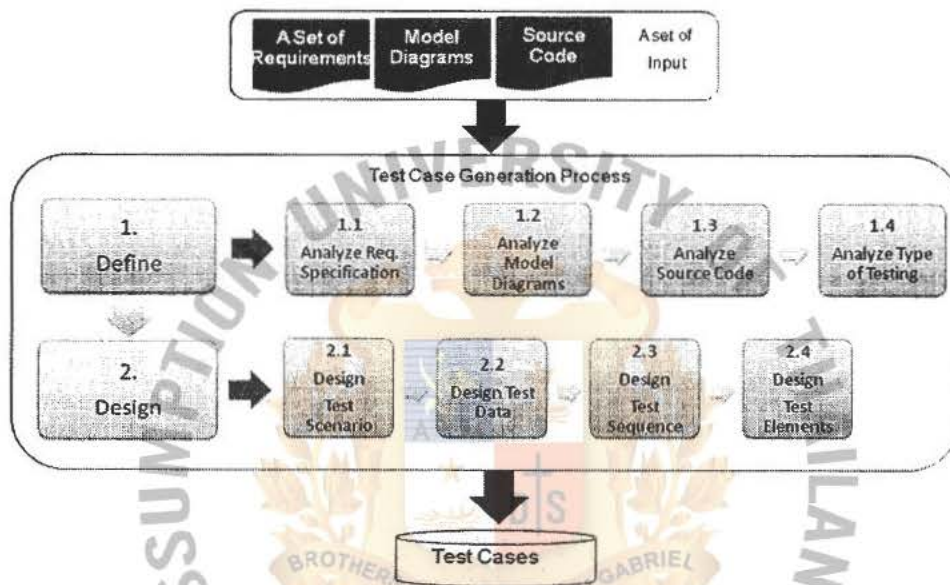 A Set of
Requirements
Model
Diagrams
Source
Code
A set of
Input
Test Case Generation Process
1.
Define
1.1
Analyze Req.
Specification
1.2
Analyze
Model
Diagrams
1.3
Analyze
Source Code
1.4
Analyze Type
of Testing
2.
Design
2.1
Design
Test
Scenario
2.2
Design Test
Data
2.3
Design
Test
Sequence
2.4
Design
Test
Elements
Test Cases
SSUMPTION UNIVERSITY
THAILAN
A
D S
BROTHERS
GABRIEL